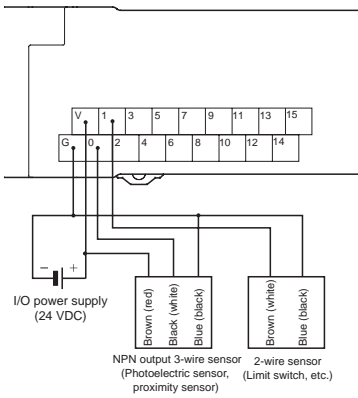 V 1 3 5 7 9 11 13 15
G 0 2 4 6 8 10 12 14
− +
I/O power supply
(24 VDC)
Brown (red)
Black (white)
Blue (black)
Brown (white)
Blue (black)
NPN output 3-wire sensor
(Photoelectric sensor,
proximity sensor)
2-wire sensor
(Limit switch, etc.)